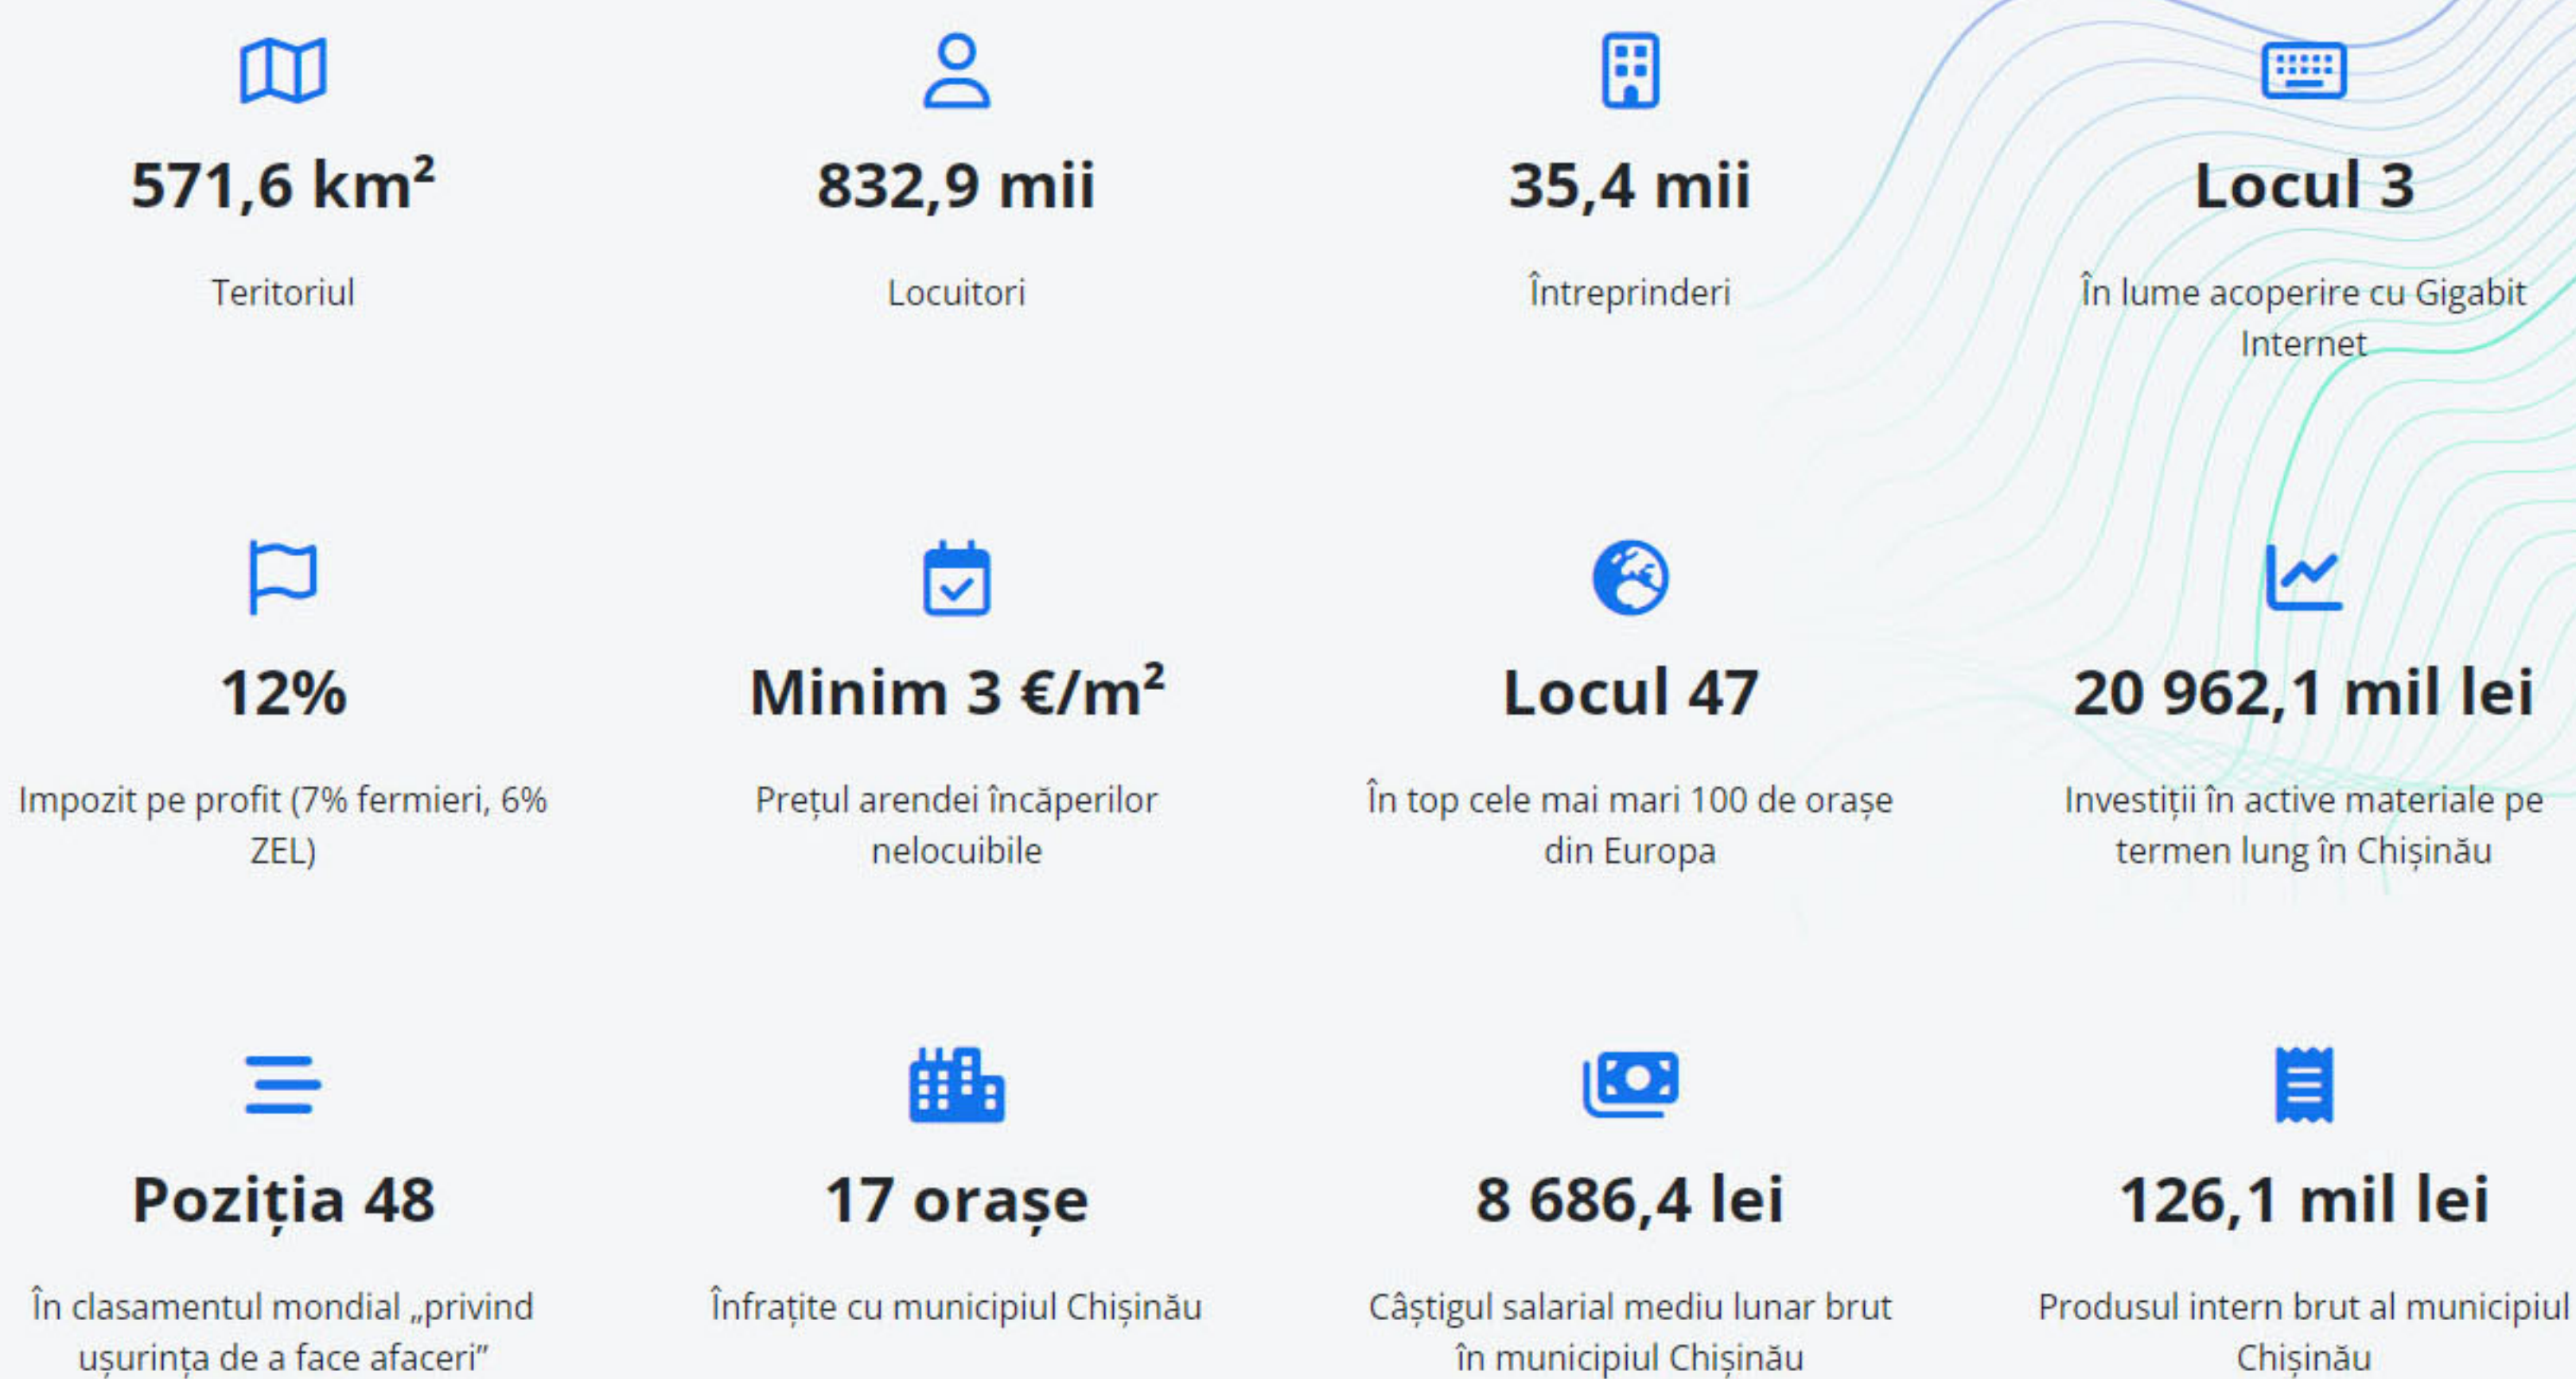 571,6 km²
Teritoriul
832,9 mii
Locuitori
35,4 mii
Întreprinderi
Locul 3
În lume acoperire cu Gigabit
Internet
12%
Impozit pe profit (7% fermieri, 6%
ZEL)
Minim 3 €/m²
Prețul arendei încăperilor
nelocuibile
Locul 47
În top cele mai mari 100 de orașe
din Europa
20 962,1 mil lei
Investiții în active materiale pe
termen lung în Chișinău
Poziția 48
În clasamentul mondial „privind
ușurința de a face afaceri”
17 orașe
Înfrațite cu municipiul Chișinău
8 686,4 lei
Câștigul salarial mediu lunar brut
în municipiul Chișinău
126,1 mil lei
Produsul intern brut al municipiul
Chișinău